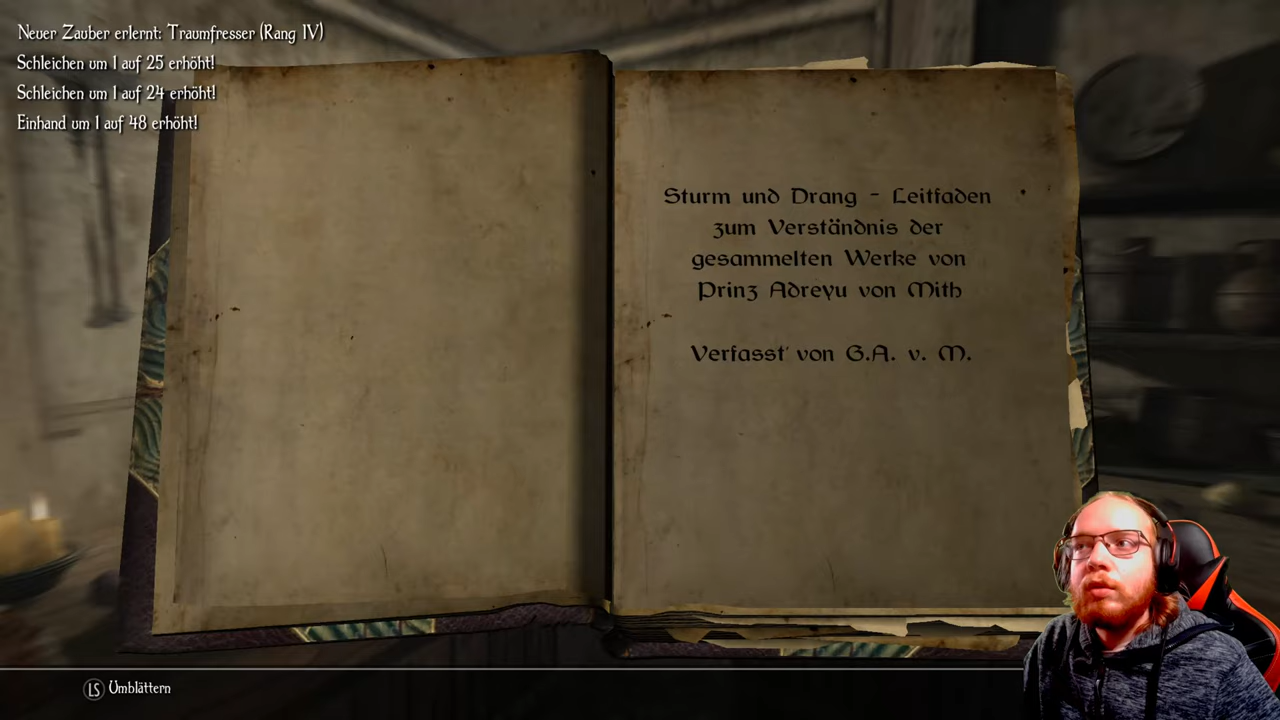 Neuer Zauber erlernt: Traumfresser (Rang IV)
Schleichen um 1 auf 25 erhöht!
Schleichen um 1 auf 24 erhöht!
Einhand um 1 auf 48 erhöht!
Sturm und Drang - Leitfaden
zum Verständnis der
gesammelten Werke von
Prinz Adreyu von Mith
Verfasst von G.A. v. M.
LS Umblättern